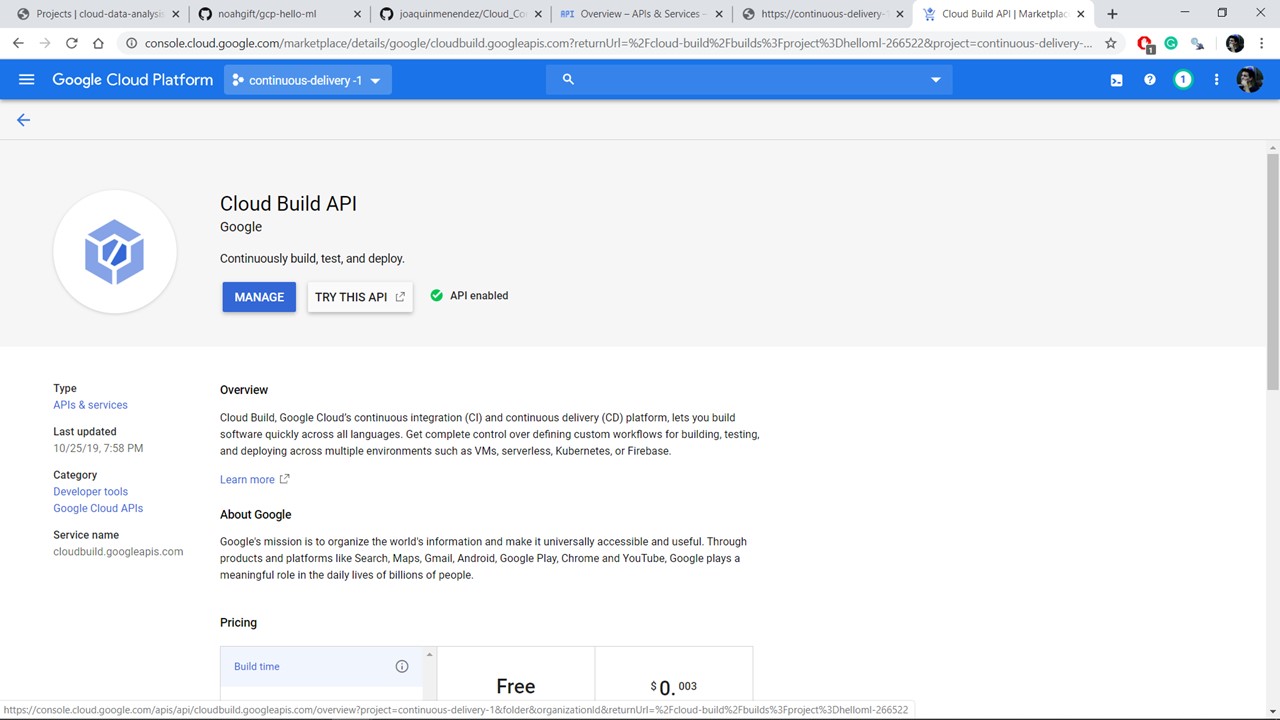 Projects | cloud-data-analysis
noahgift/gcp-hello-ml
joaquinmenendez/Cloud_Co
API Overview – APIs & Services –
https://continuous-delivery-
Cloud Build API | Marketplace
console.cloud.google.com/marketplace/details/google/cloudbuild.googleapis.com?returnUrl=%2Fcloud-build%2Fbuilds%3Fproject%3Dhelloml-266522&project=continuous-delivery-...
1
Google Cloud Platform
continuous-delivery -1
1
Cloud Build API
Google
Continuously build, test, and deploy.
MANAGE
TRY THIS API
API enabled
Type
APIs & services
Last updated
10/25/19, 7:58 PM
Category
Developer tools
Google Cloud APIs
Service name
cloudbuild.googleapis.com
Overview
Cloud Build, Google Cloud's continuous integration (CI) and continuous delivery (CD) platform, lets you build
software quickly across all languages. Get complete control over defining custom workflows for building, testing,
and deploying across multiple environments such as VMs, serverless, Kubernetes, or Firebase.
Learn more
About Google
Google's mission is to organize the world's information and make it universally accessible and useful. Through
products and platforms like Search, Maps, Gmail, Android, Google Play, Chrome and YouTube, Google plays a
meaningful role in the daily lives of billions of people.
Pricing
Build time
Free
$0.003
https://console.cloud.google.com/apis/api/cloudbuild.googleapis.com/overview?project=continuous-delivery-1&folder&organizationId&returnUrl=%2Fcloud-build%2Fbuilds%3Fproject%3Dhelloml-266522